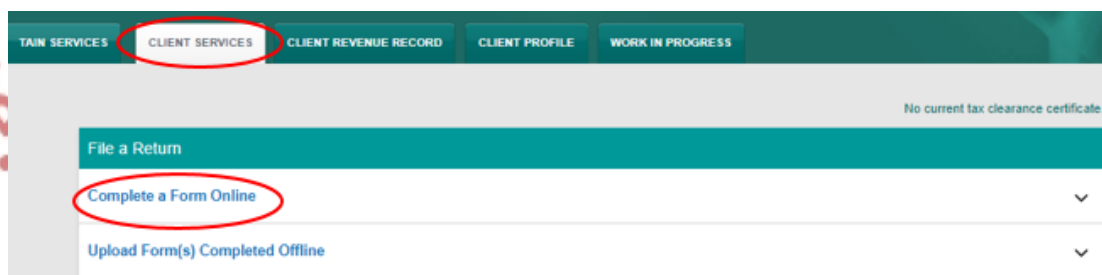 TAIN SERVICES CLIENT SERVICES CLIENT REVENUE RECORD CLIENT PROFILE WORK IN PROGRESS
No current tax clearance certificate
File a Return
Complete a Form Online
Upload Form(s) Completed Offline